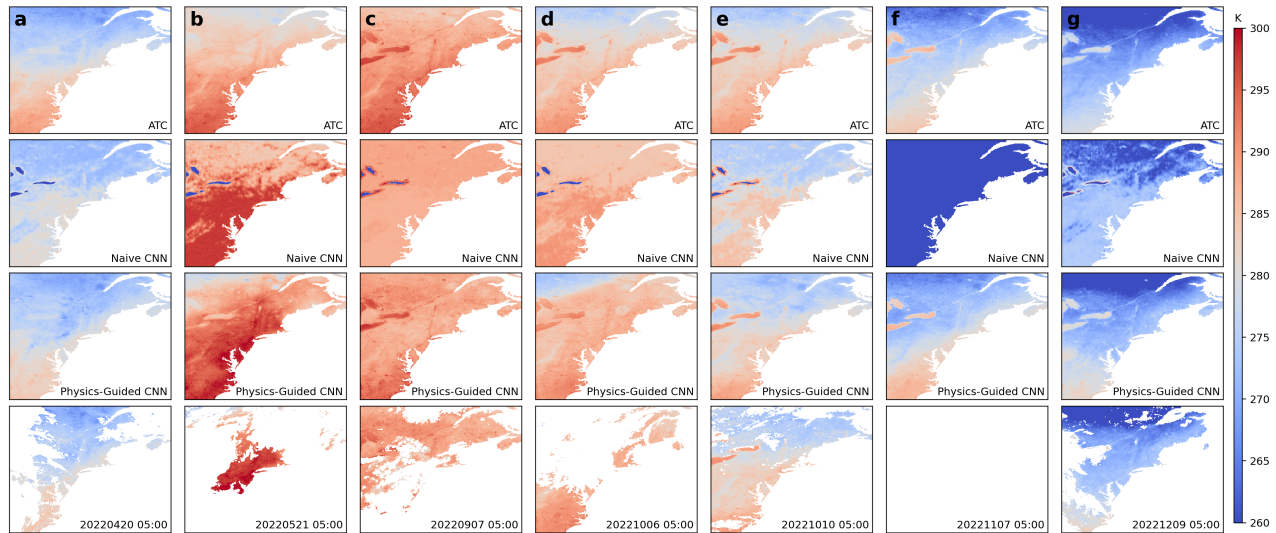 a b c d e f g K
ATC ATC ATC ATC ATC ATC ATC
Naive CNN Naive CNN Naive CNN Naive CNN Naive CNN Naive CNN Naive CNN
Physics-Guided CNN Physics-Guided CNN Physics-Guided CNN Physics-Guided CNN Physics-Guided CNN Physics-Guided CNN Physics-Guided CNN
20220420 05:00 20220521 05:00 20220907 05:00 20221006 05:00 20221010 05:00 20221107 05:00 20221209 05:00
300
295
290
285
280
275
270
265
260